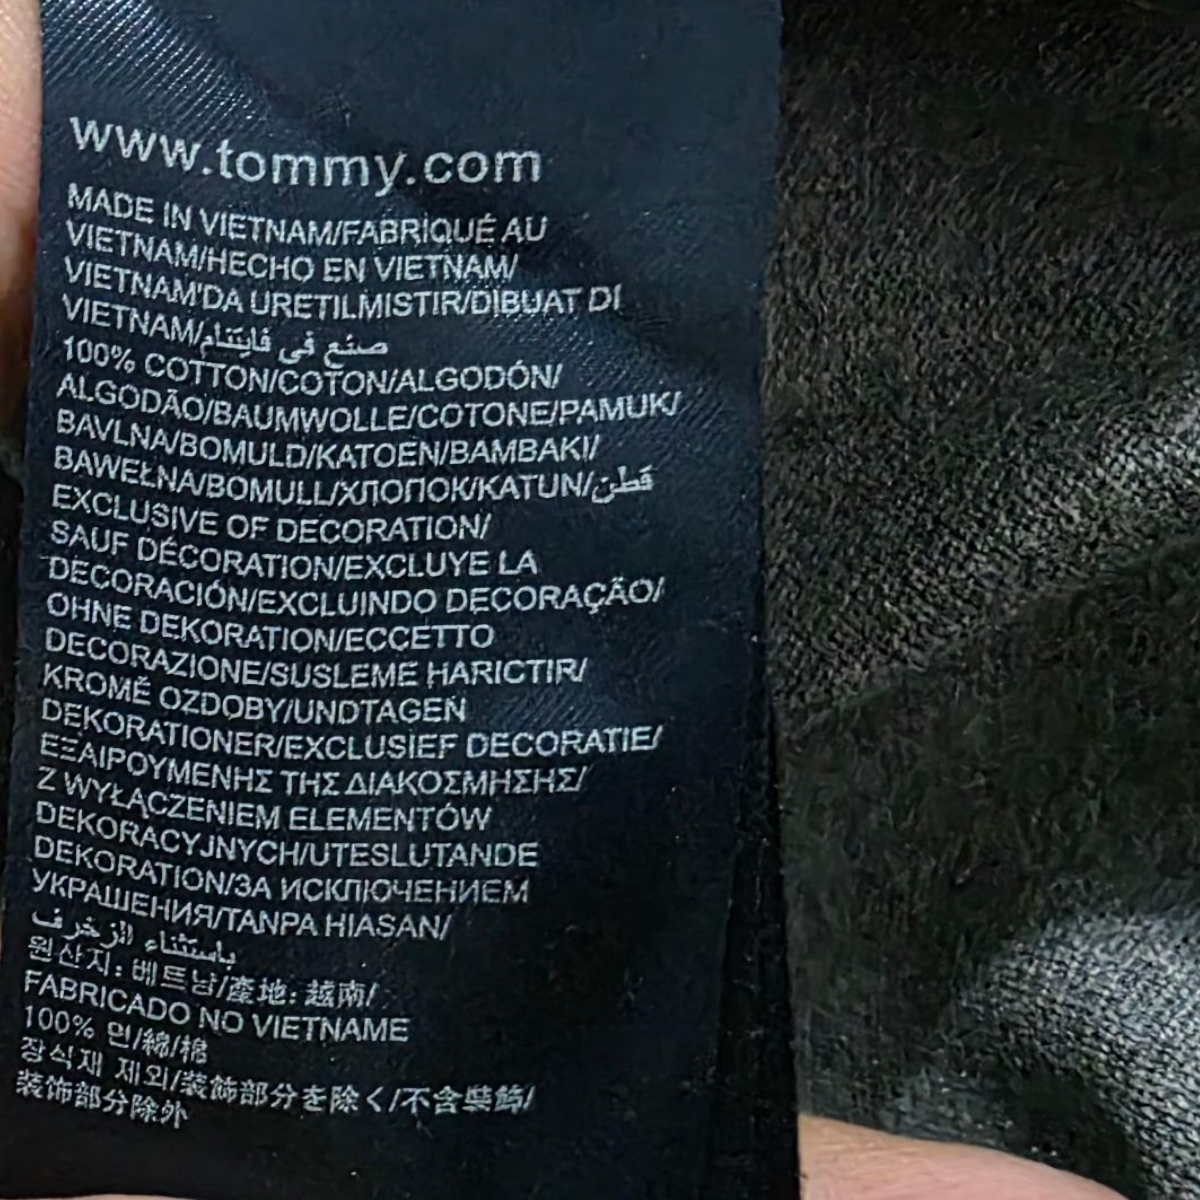 www.tommy.com
MADE IN VIETNAM/FABRIQUÉ AU
VIETNAM/HECHO EN VIETNAM/
VIETNAM'DA URETILMISTIR/DIBUAT DI
VIETNAM/صنع في فايتنام
100% COTTON/COTON/ALGODÓN/
ALGODÃO/BAUMWOLLE/COTONE/PAMUK/
BAVLNA/BOMULD/KATOEN/BAMBAKI/
BAWEŁNA/BOMULL/ХЛОПОК/KATUN/قطن
EXCLUSIVE OF DECORATION/
SAUF DÉCORATION/EXCLUYE LA
DECORACIÓN/EXCLUINDO DECORAÇÃO/
OHNE DEKORATION/ECCETTO
DECORAZIONE/SUSLEME HARICTIR/
KROMĚ OZDOBY/UNDTAGEN
DEKORATIONER/EXCLUSIEF DECORATIE/
ΕΞΑΙΡΟΥΜΕΝΗΣ ΤΗΣ ΔΙΑΚΟΣΜΗΣΗΣ/
Z WYŁĄCZENIEM ELEMENTÓW
DEKORACYJNYCH/UTESLUTANDE
DEKORATION/ЗА ИСКЛЮЧЕНИЕМ
УКРАШЕНИЯ/TANPA HIASAN/
باستثناء الزخرف
원산지: 베트남/產地: 越南/
FABRICADO NO VIETNAME
100% 면/綿/棉
장식재 제외/装飾部分を除く/不含裝飾/
装饰部分除外